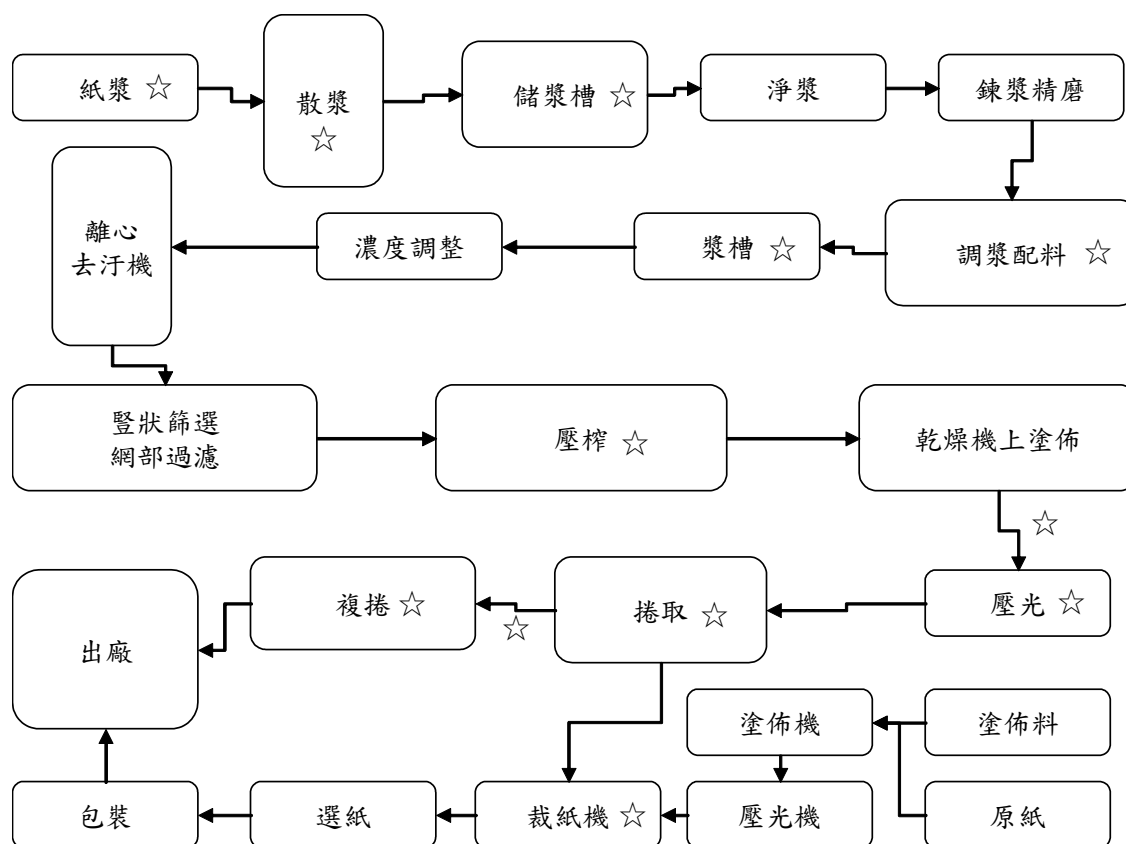 紙漿 ☆
散漿
☆
儲漿槽 ☆
淨漿
鍊漿精磨
調漿配料 ☆
漿槽 ☆
濃度調整
離心
去汙機
豎狀篩選
網部過濾
壓榨 ☆
乾燥機上塗佈
☆
壓光 ☆
捲取 ☆
☆
複捲 ☆
出廠
塗佈料
原紙
塗佈機
壓光機
裁紙機 ☆
選紙
包裝